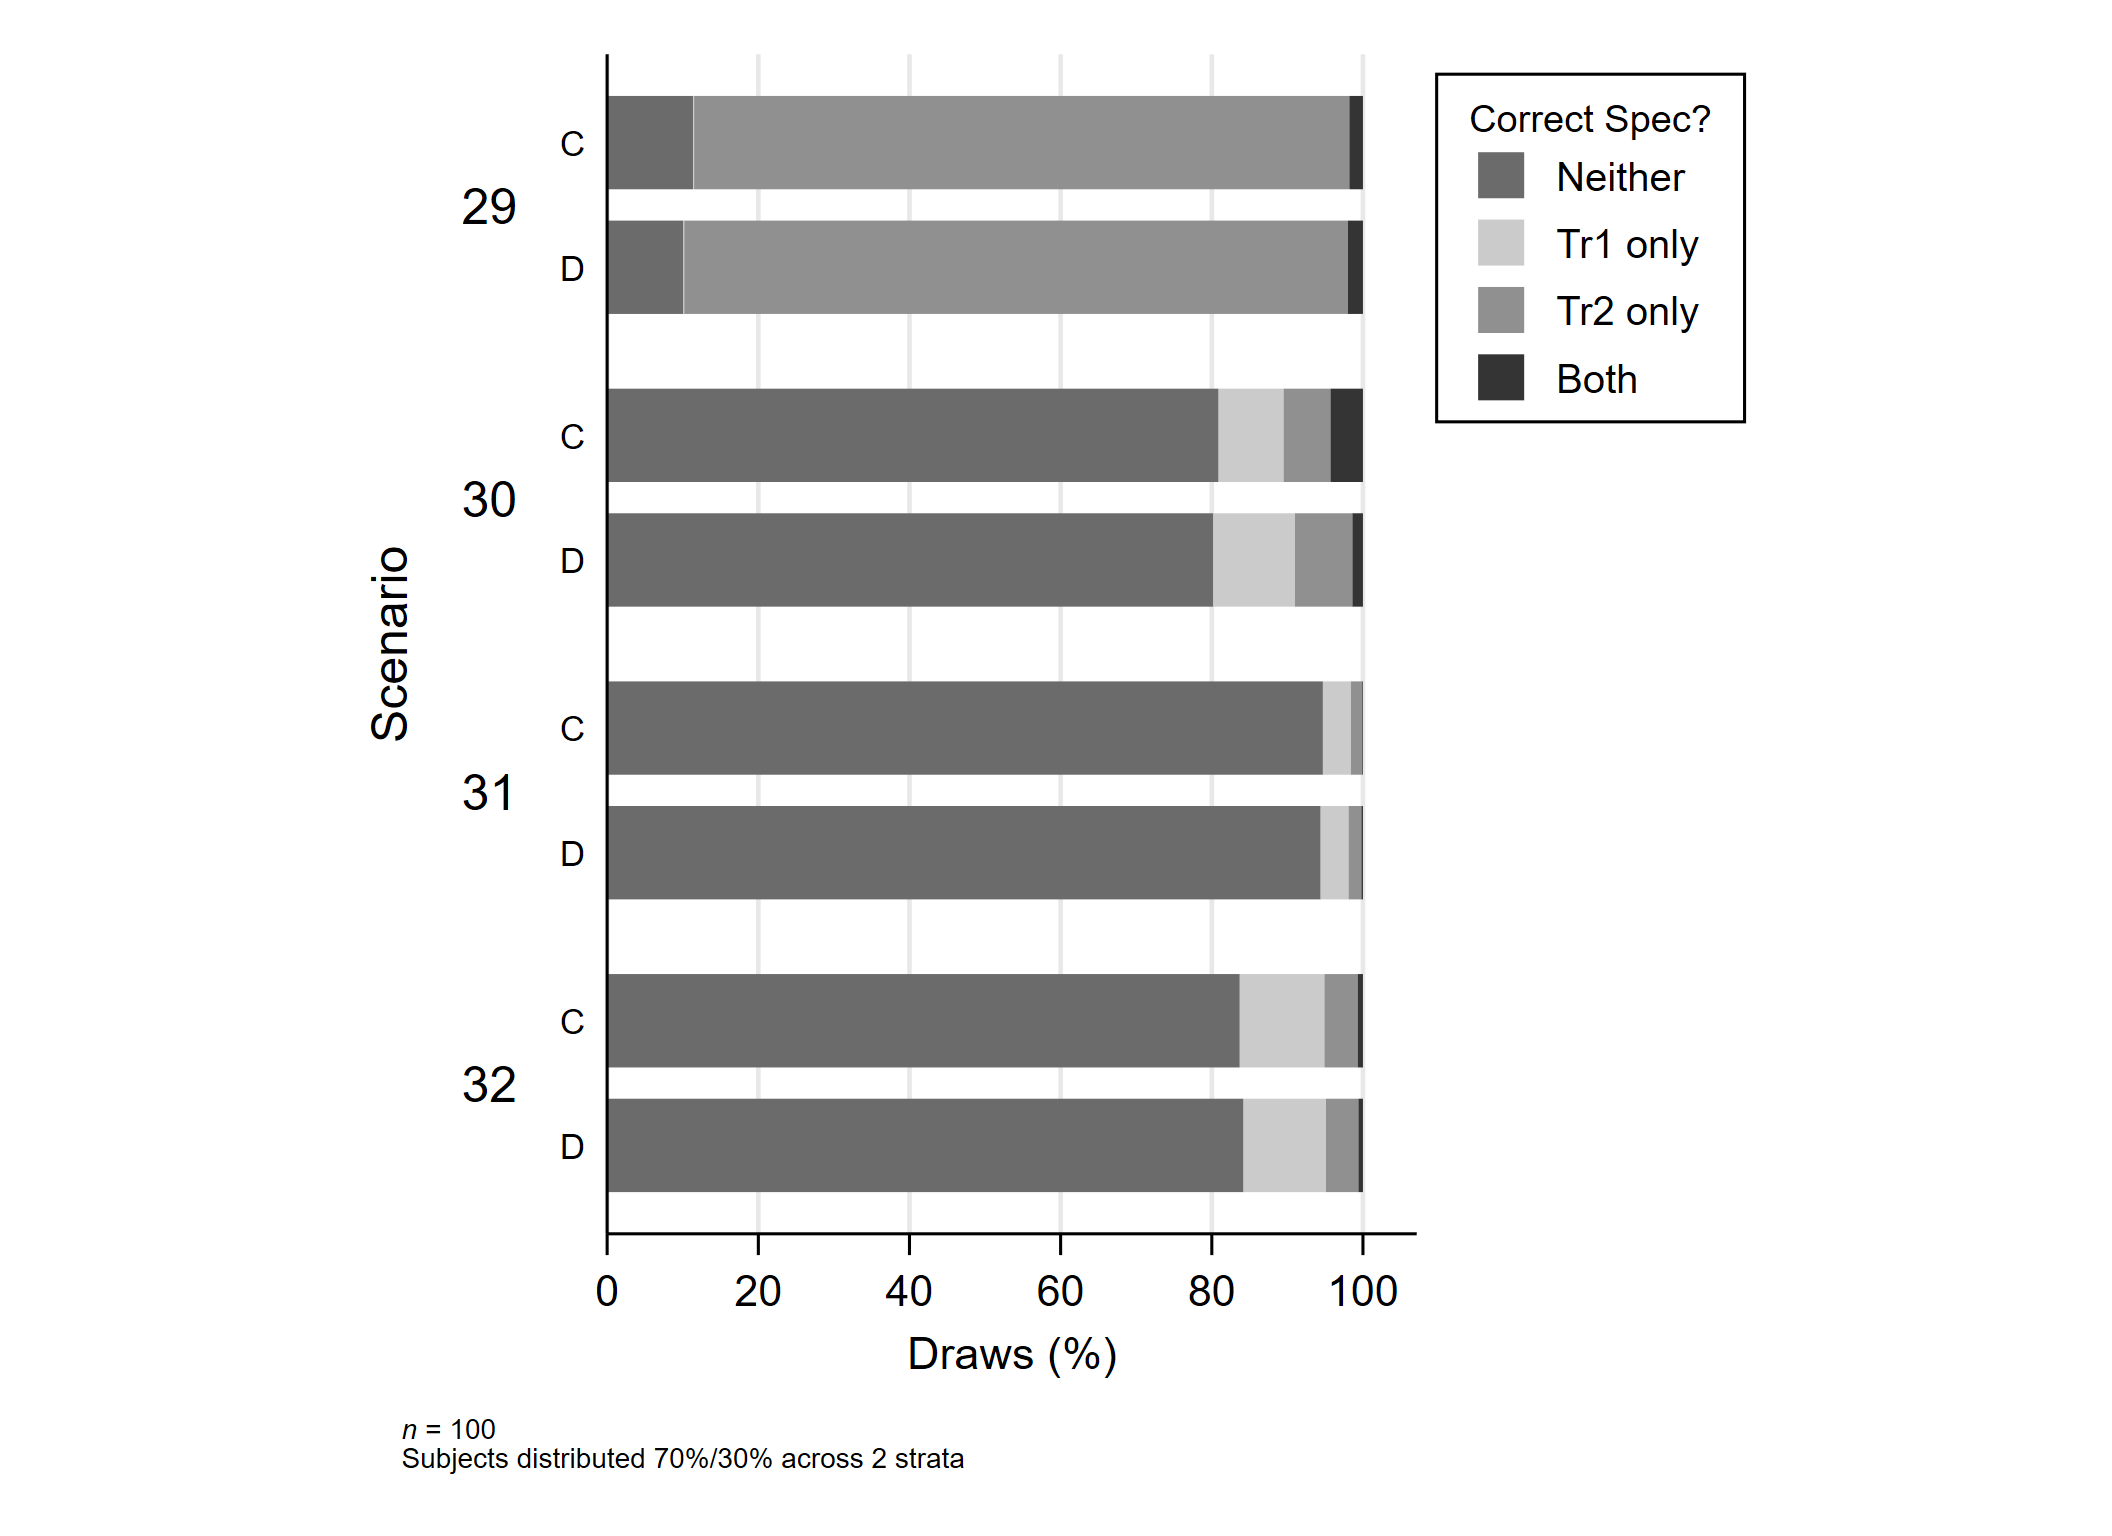 Correct Spec?
Neither
Tr1 only
Tr2 only
Both
Scenario
29
C
D
30
C
D
31
C
D
32
C
D
0 20 40 60 80 100
Draws (%)
n = 100
Subjects distributed 70%/30% across 2 strata